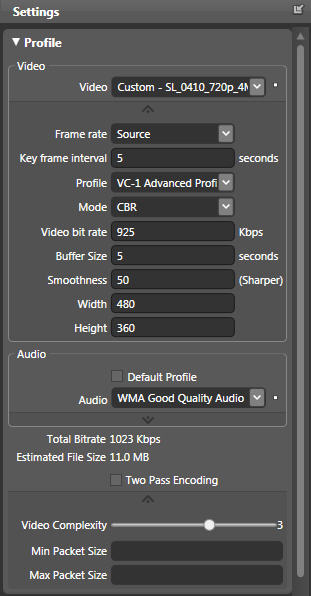 Settings
Profile
Video
Video Custom - SL_0410_720p_4
Frame rate Source
Key frame interval 5 seconds
Profile VC-1 Advanced Profi
Mode CBR
Video bit rate 925 Kbps
Buffer Size 5 seconds
Smoothness 50 (Sharper)
Width 480
Height 360
Audio
Default Profile
Audio WMA Good Quality Audio
Total Bitrate 1023 Kbps
Estimated File Size 11.0 MB
Two Pass Encoding
Video Complexity 3
Min Packet Size
Max Packet Size